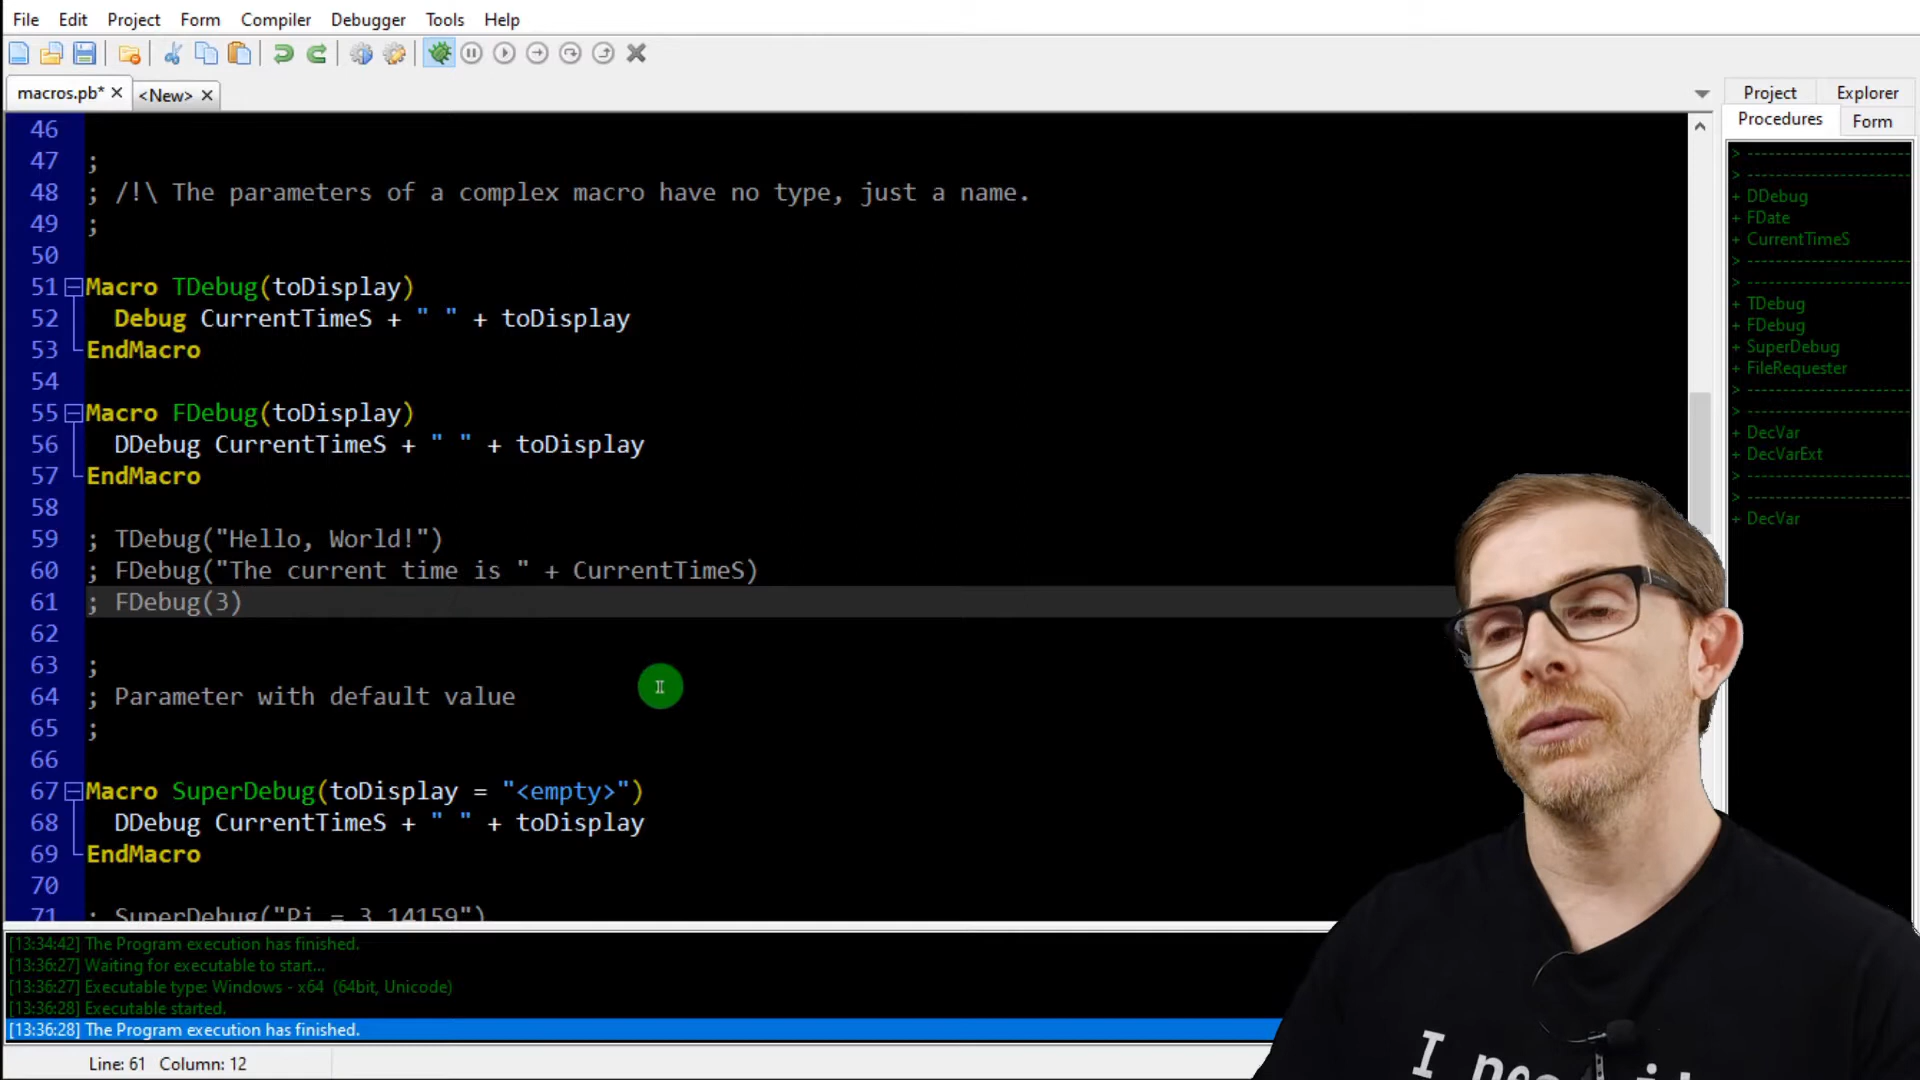 File Edit Project Form Compiler Debugger Tools Help
macros.pb* <New>
Project Explorer
Procedures Form
46
47 ;
48 ; /!\ The parameters of a complex macro have no type, just a name.
49 ;
50
51 Macro TDebug(toDisplay)
52 Debug CurrentTimeS + " " + toDisplay
53 EndMacro
54
55 Macro FDebug(toDisplay)
56 DDebug CurrentTimeS + " " + toDisplay
57 EndMacro
58
59 ; TDebug("Hello, World!")
60 ; FDebug("The current time is " + CurrentTimeS)
61 ; FDebug(3)
62
63 ;
64 ; Parameter with default value
65 ;
66
67 Macro SuperDebug(toDisplay = "<empty>")
68 DDebug CurrentTimeS + " " + toDisplay
69 EndMacro
70
71 ; SuperDebug("Pi = 3.14159")
> --------------------
> --------------------
+ DDebug
+ FDate
+ CurrentTimeS
> --------------------
> --------------------
+ TDebug
+ FDebug
+ SuperDebug
+ FileRequester
> --------------------
> --------------------
+ DecVar
+ DecVarExt
> --------------------
> --------------------
+ DecVar
[13:34:42] The Program execution has finished.
[13:36:27] Waiting for executable to start...
[13:36:27] Executable type: Windows - x64 (64bit, Unicode)
[13:36:28] Executable started.
[13:36:28] The Program execution has finished.
Line: 61 Column: 12
I